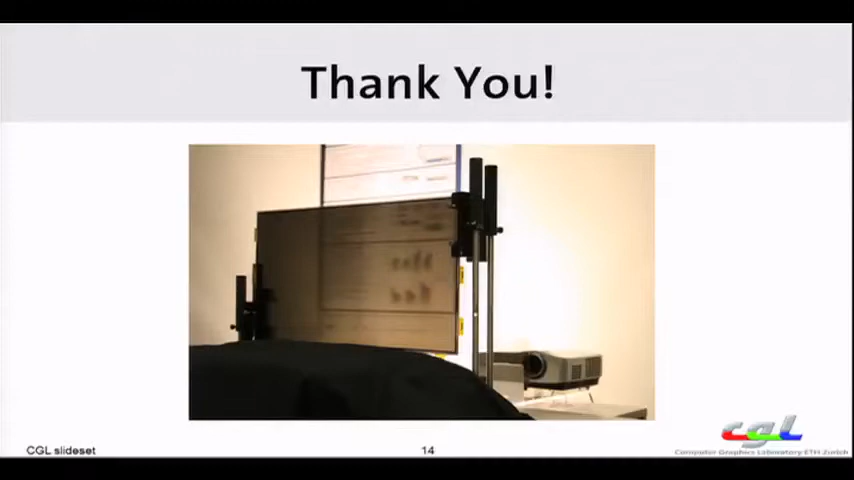 Thank You!
CGL slideset
14
cgl
Computer Graphics Laboratory ETH Zurich